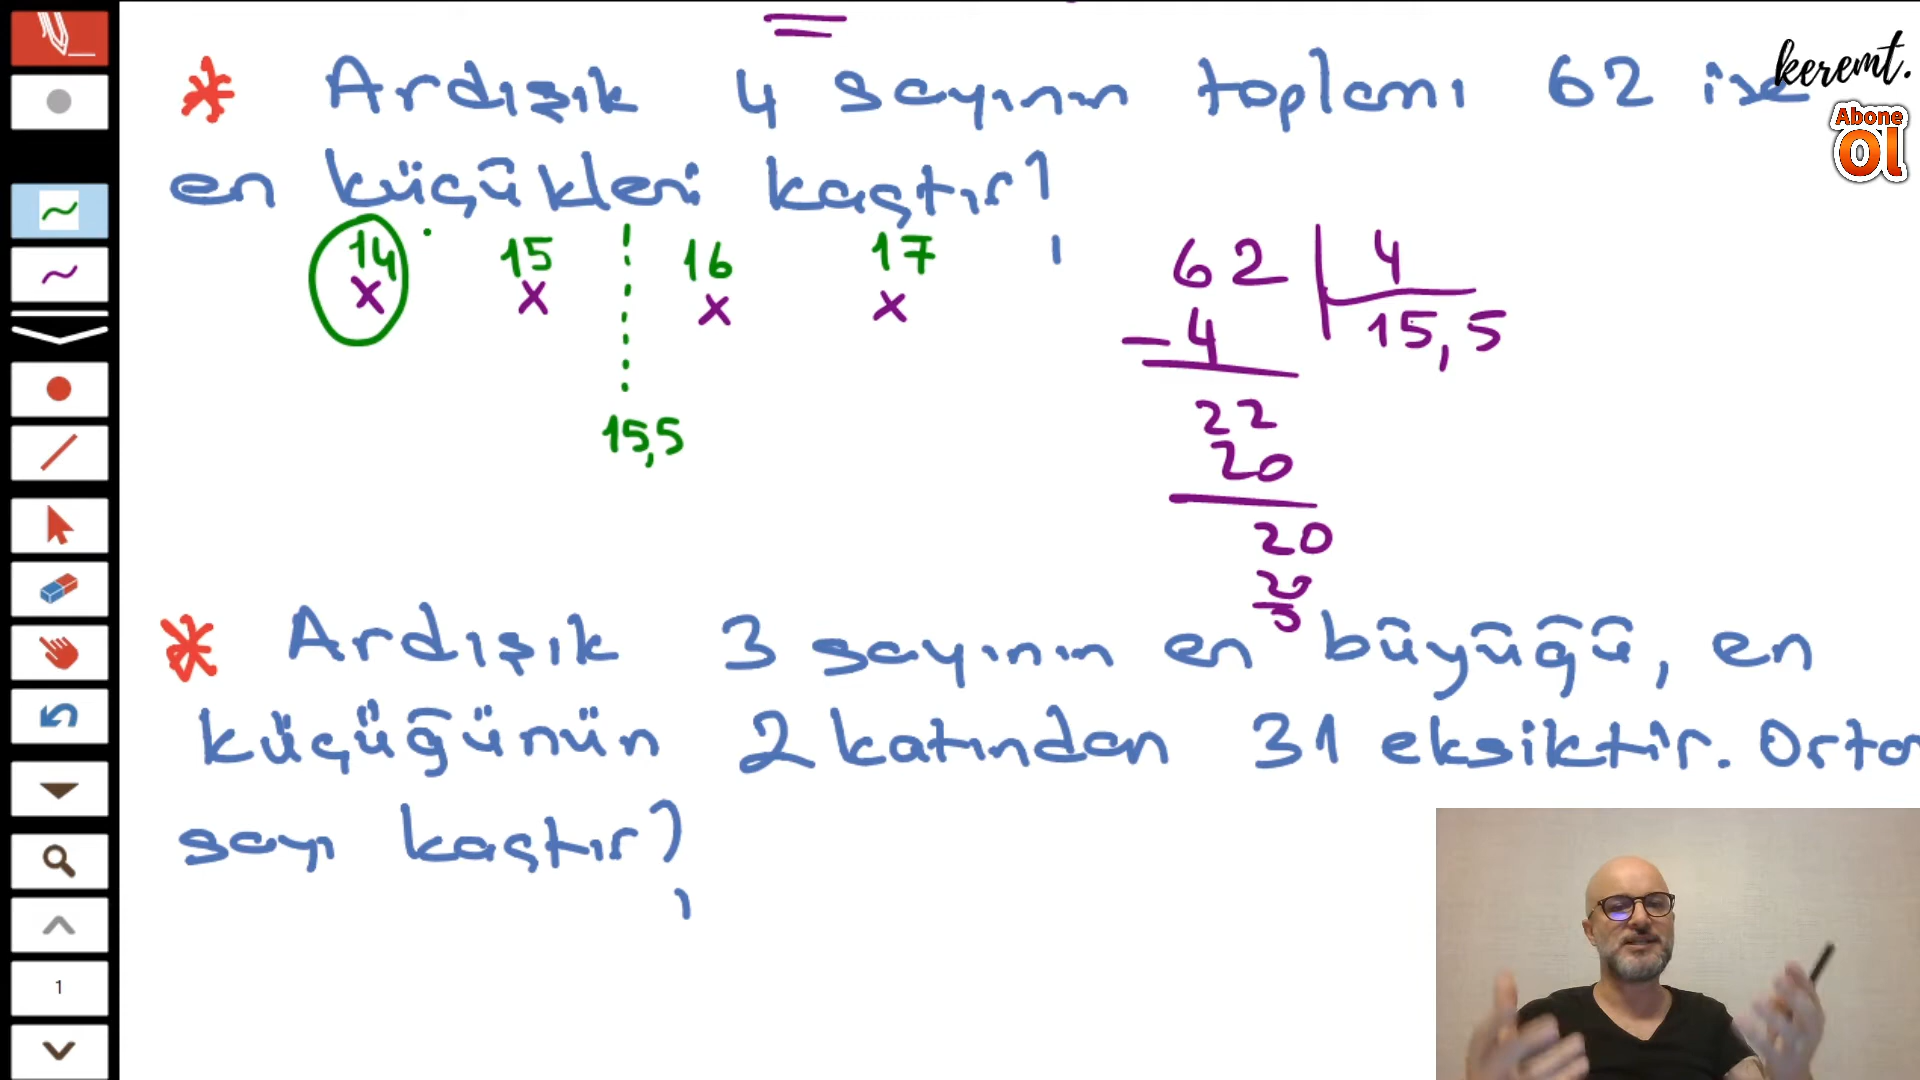 keremt.
Abone
Ol
* Ardışık 4 sayının toplamı 62 ise
en küçükleri kaçtır?
14 15 16 17
x x x x
15,5
62 4
-4 15,5
22
20
20
20
* Ardışık 3 sayının en büyüğü, en
küçüğünün 2 katından 31 eksiktir. Orta
sayı kaçtır?
1